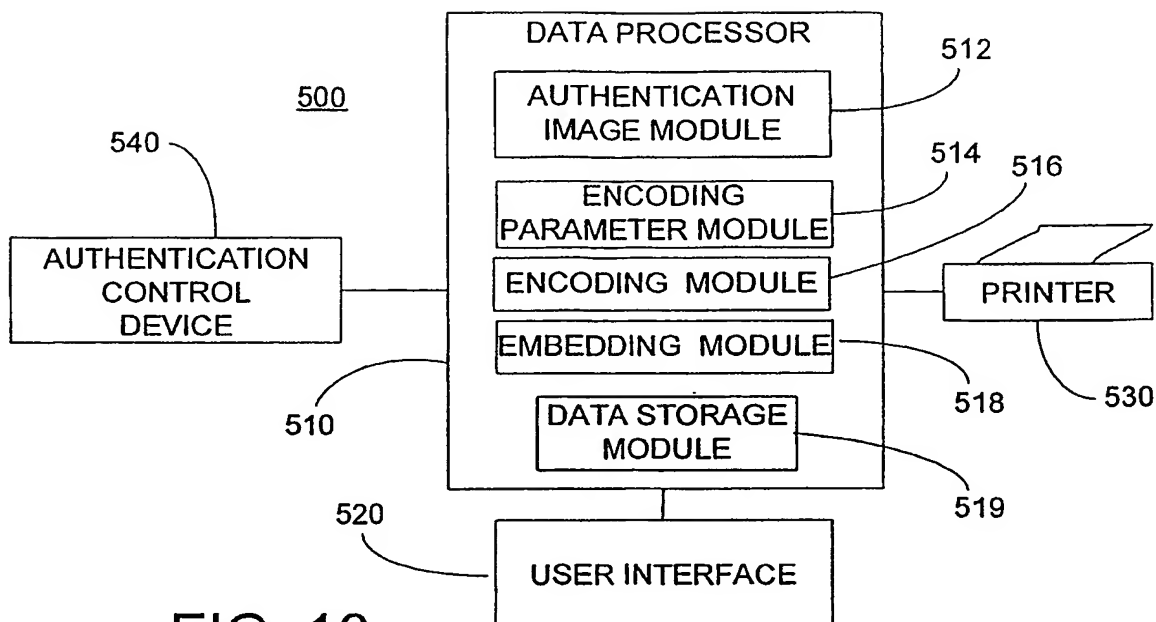 DATA PROCESSOR
512
500
AUTHENTICATION
IMAGE MODULE
540
514
516
ENCODING
PARAMETER MODULE
AUTHENTICATION
CONTROL
DEVICE
ENCODING MODULE
PRINTER
EMBEDDING MODULE
510
518
530
DATA STORAGE
MODULE
519
520
USER INTERFACE